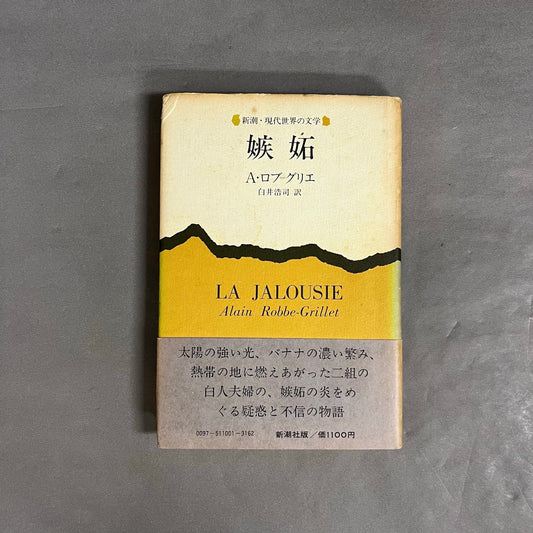 新潮・現代世界の文学
嫉妬
A・ロブ＝グリエ
白井浩司 訳
LA JALOUSIE
Alain Robbe-Grillet
太陽の強い光、バナナの濃い繁み、
熱帯の地に燃えあがった二組の
白人夫婦の、嫉妬の炎をめ
ぐる疑惑と不信の物語
0097-511001-3162 新潮社版／価1100円